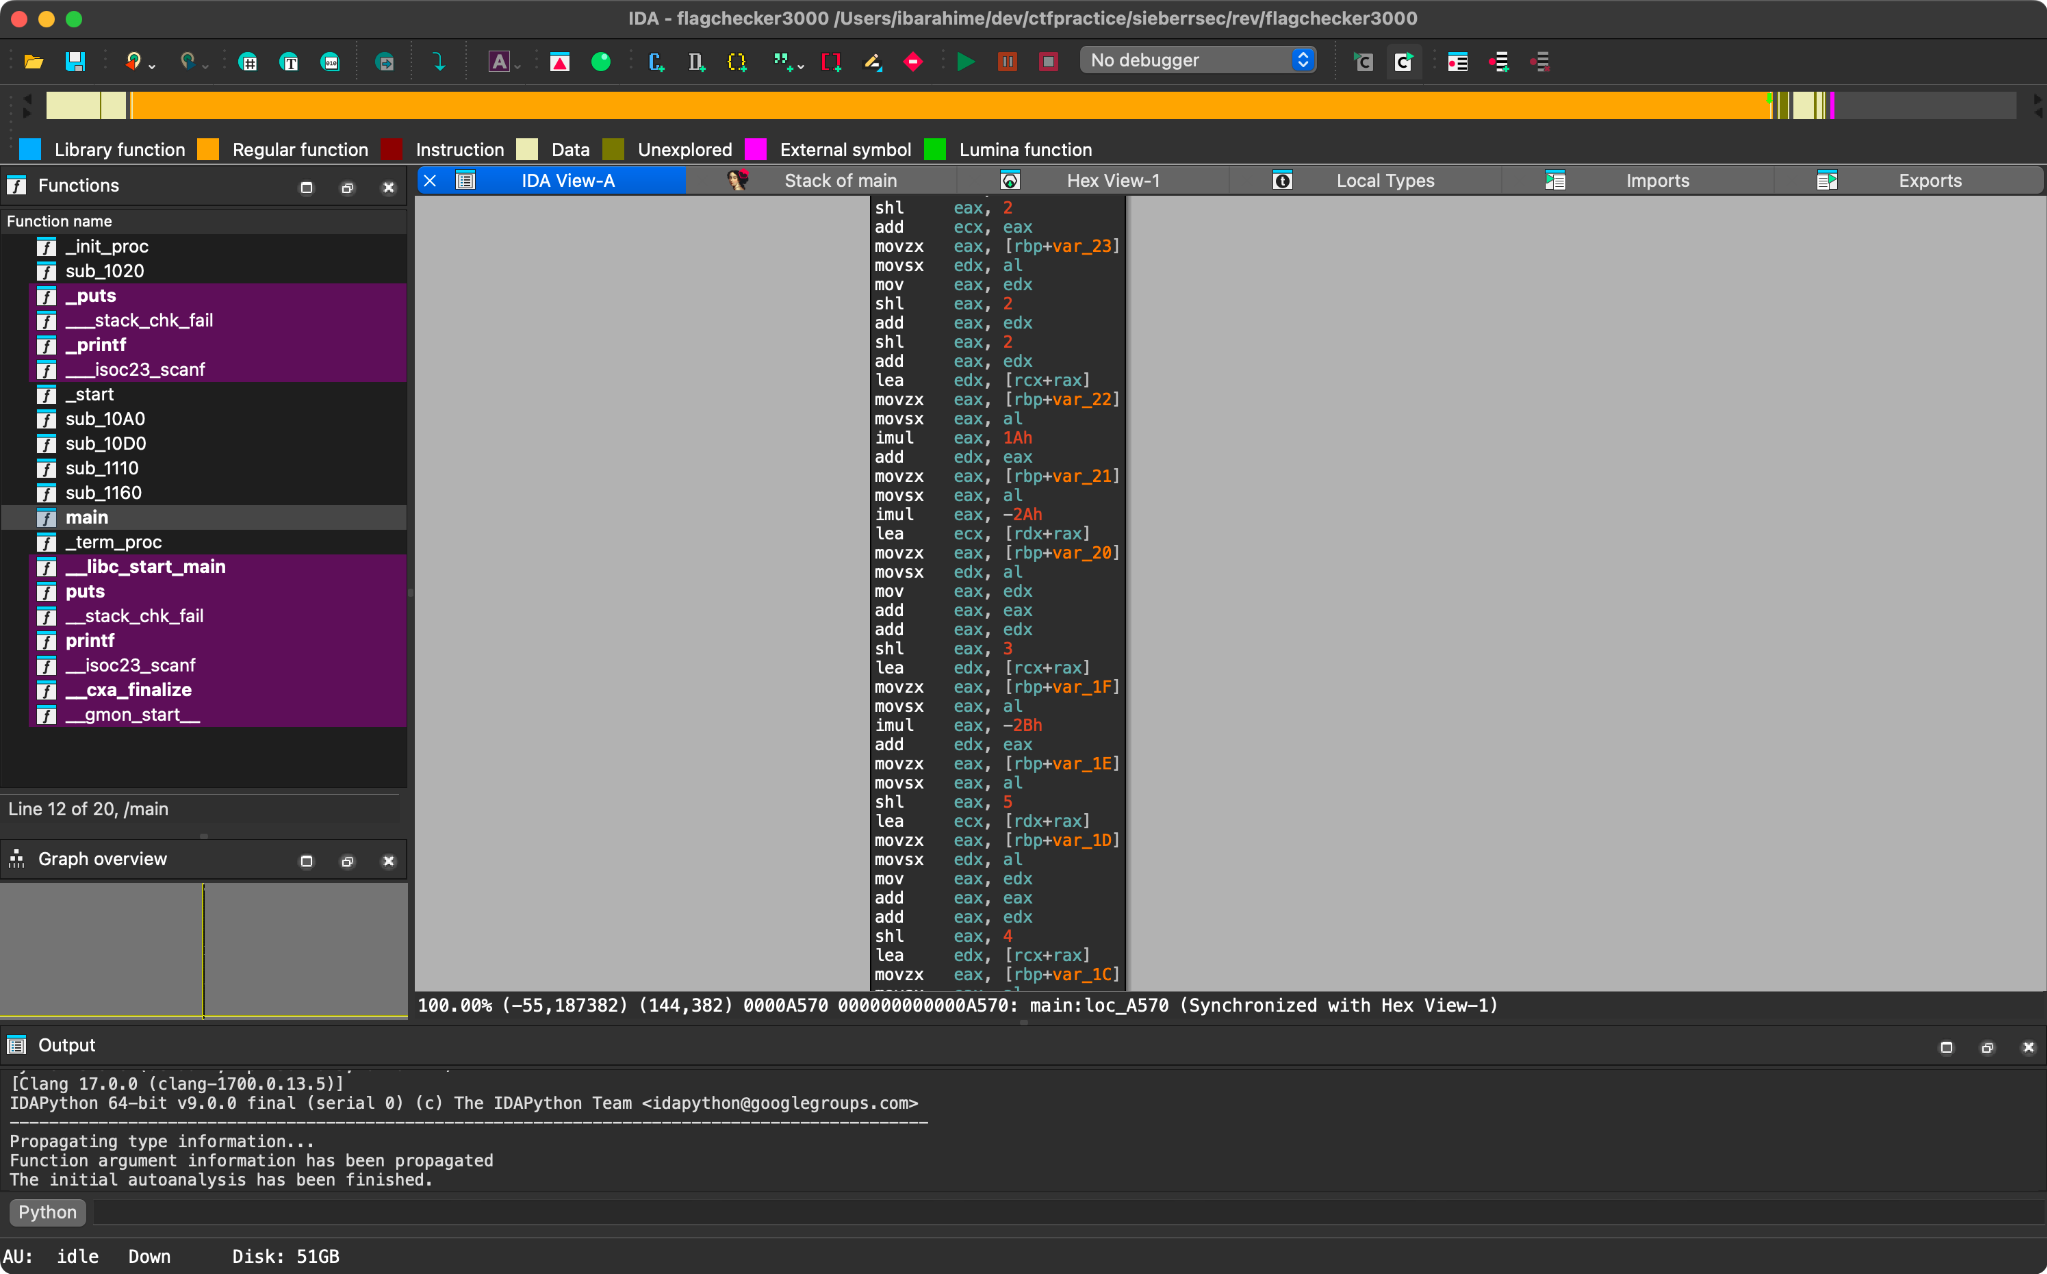 IDA - flagchecker3000 /Users/ibarahime/dev/ctfpractice/sieberrsec/rev/flagchecker3000
No debugger
Library function Regular function Instruction Data Unexplored External symbol Lumina function
Functions
IDA View-A Stack of main Hex View-1 Local Types Imports Exports
Function name
_init_proc
sub_1020
_puts
___stack_chk_fail
_printf
___isoc23_scanf
_start
sub_10A0
sub_10D0
sub_1110
sub_1160
main
_term_proc
__libc_start_main
puts
__stack_chk_fail
printf
__isoc23_scanf
__cxa_finalize
__gmon_start__
Line 12 of 20, /main
Graph overview
shl eax, 2
add ecx, eax
movzx eax, [rbp+var_23]
movsx edx, al
mov eax, edx
shl eax, 2
add eax, edx
shl eax, 2
add eax, edx
lea edx, [rcx+rax]
movzx eax, [rbp+var_22]
movsx eax, al
imul eax, 1Ah
add edx, eax
movzx eax, [rbp+var_21]
movsx eax, al
imul eax, -2Ah
lea ecx, [rdx+rax]
movzx eax, [rbp+var_20]
movsx edx, al
mov eax, edx
add eax, eax
add eax, edx
shl eax, 3
lea edx, [rcx+rax]
movzx eax, [rbp+var_1F]
movsx eax, al
imul eax, -2Bh
add edx, eax
movzx eax, [rbp+var_1E]
movsx eax, al
shl eax, 5
lea ecx, [rdx+rax]
movzx eax, [rbp+var_1D]
movsx edx, al
mov eax, edx
add eax, eax
add eax, edx
shl eax, 4
lea edx, [rcx+rax]
movzx eax, [rbp+var_1C]
100.00% (-55,187382) (144,382) 0000A570 000000000000A570: main:loc_A570 (Synchronized with Hex View-1)
Output
[Clang 17.0.0 (clang-1700.0.13.5)]
IDAPython 64-bit v9.0.0 final (serial 0) (c) The IDAPython Team <idapython@googlegroups.com>
Propagating type information...
Function argument information has been propagated
The initial autoanalysis has been finished.
Python
AU: idle Down Disk: 51GB